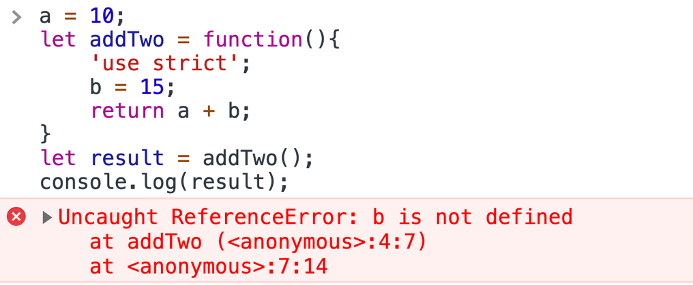 a = 10;
let addTwo = function(){
    'use strict';
    b = 15;
    return a + b;
}
let result = addTwo();
console.log(result);
Uncaught ReferenceError: b is not defined
    at addTwo (<anonymous>:4:7)
    at <anonymous>:7:14